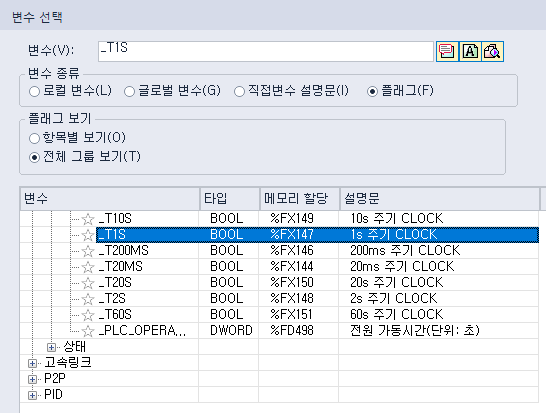 변수 선택
변수(V): _T1S
변수 종류
로컬 변수(L) 글로벌 변수(G) 직접변수 설명문(I) 플래그(F)
플래그 보기
항목별 보기(O)
전체 그룹 보기(T)
변수 타입 메모리 할당 설명문
_T10S BOOL %FX149 10s 주기 CLOCK
_T1S BOOL %FX147 1s 주기 CLOCK
_T200MS BOOL %FX146 200ms 주기 CLOCK
_T20MS BOOL %FX144 20ms 주기 CLOCK
_T20S BOOL %FX150 20s 주기 CLOCK
_T2S BOOL %FX148 2s 주기 CLOCK
_T60S BOOL %FX151 60s 주기 CLOCK
_PLC_OPERA... DWORD %FD498 전원 가동시간(단위: 초)
상태
고속링크
P2P
PID